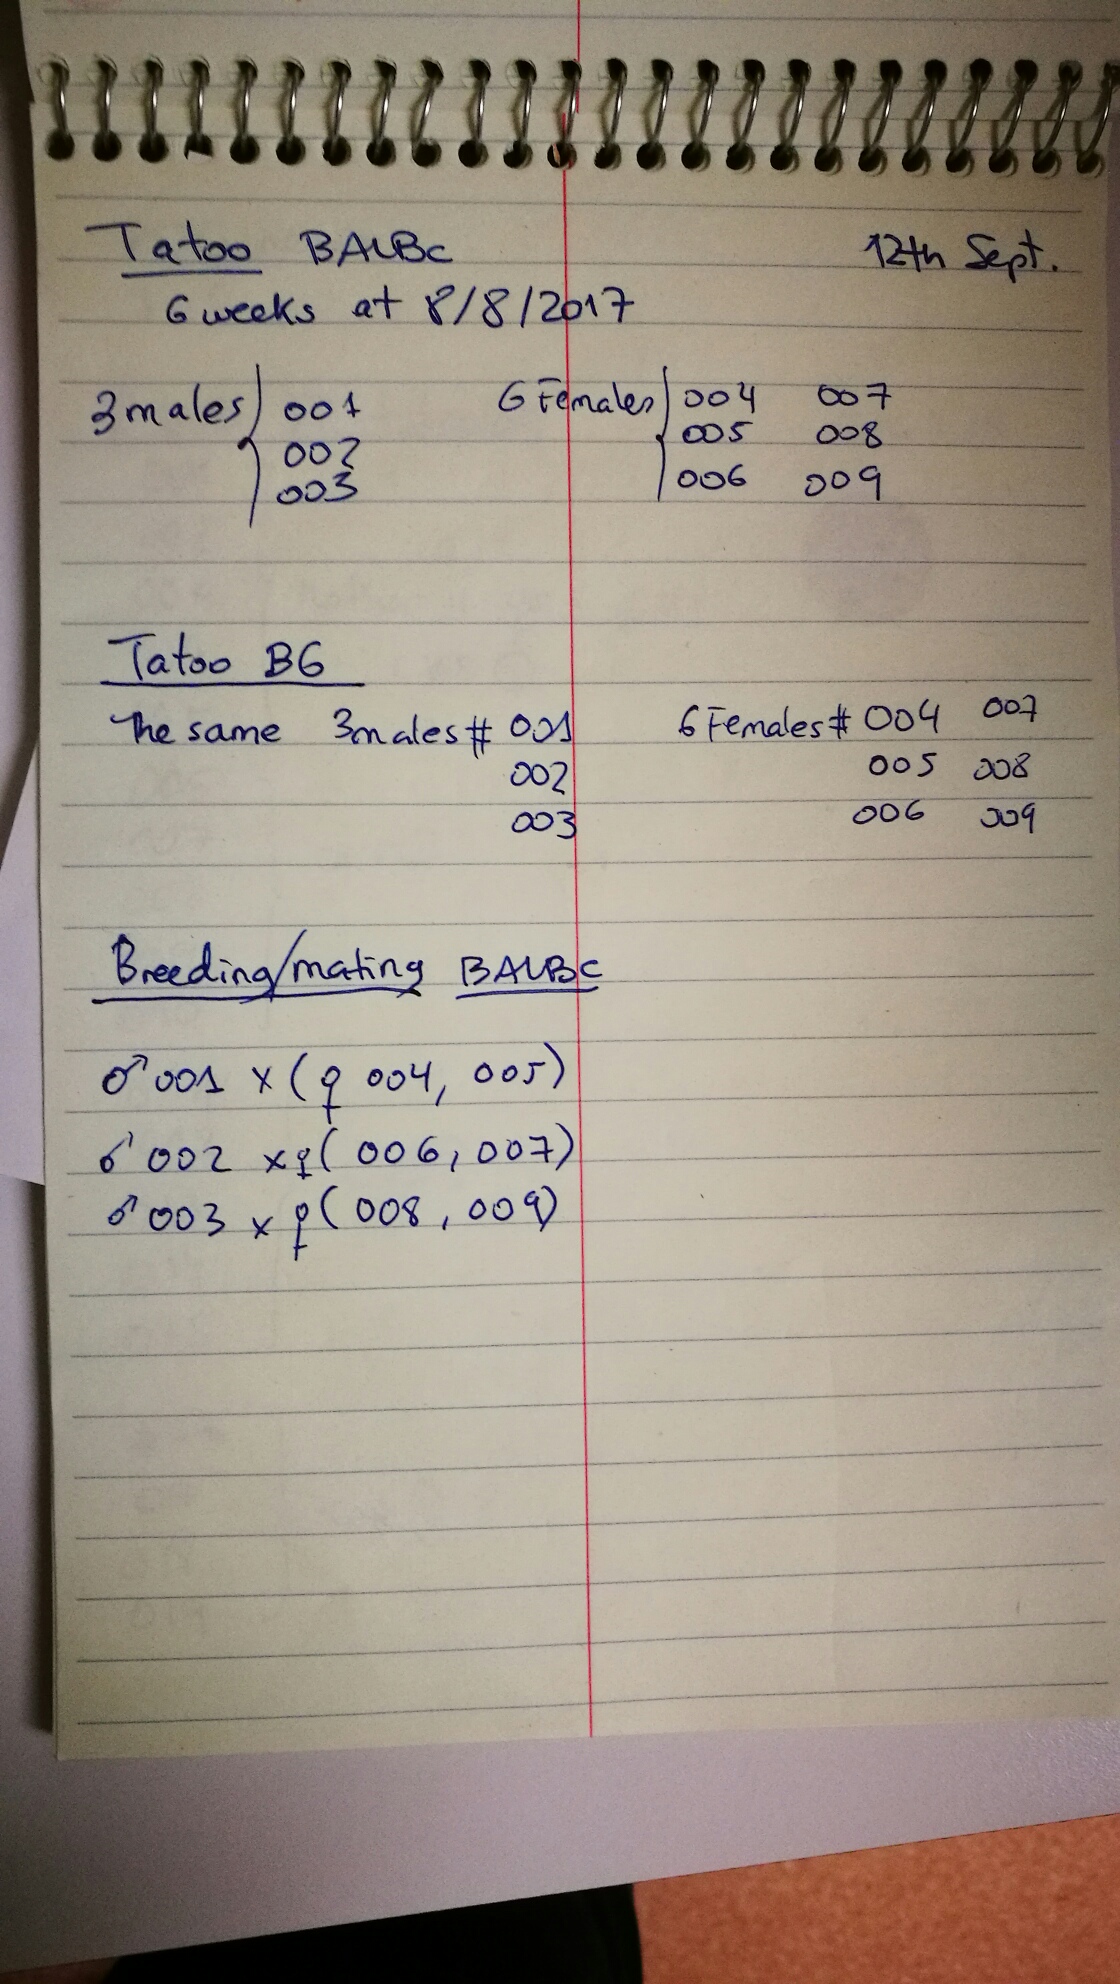 Tatoo BALBc 12th Sept.
6 weeks at 8/8/2017
3 males 001 6 Females 004 007
002 005 008
003 006 009
Tatoo B6
The same 3 males # 001 6 Females # 004 007
002 005 008
003 006 009
Breeding/mating BALBc
♂ 001 x (♀ 004, 005)
♂ 002 x ♀ (006, 007)
♂ 003 x ♀ (008, 009)